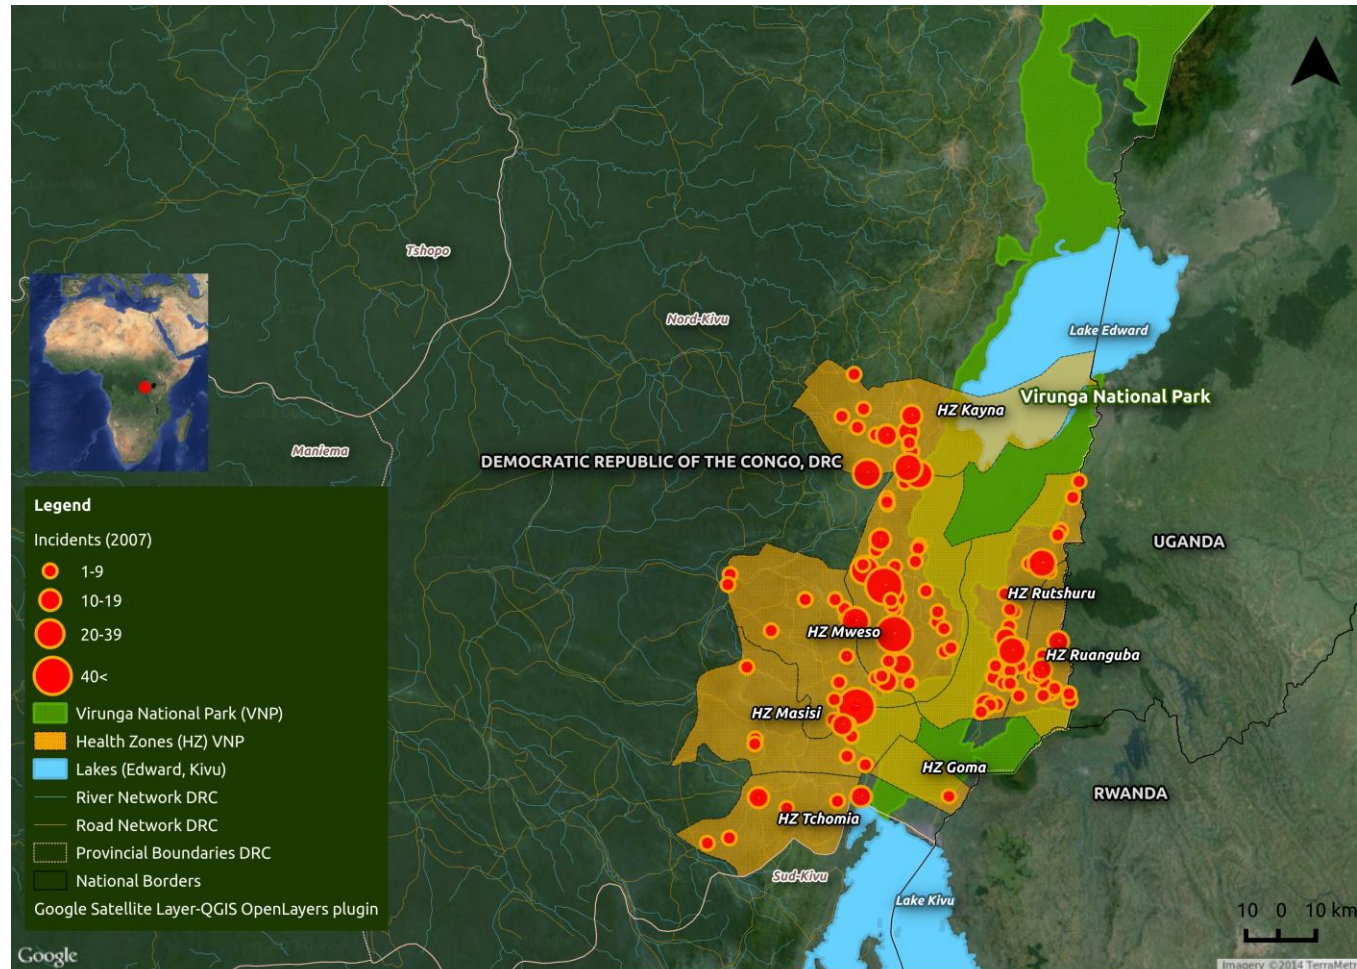 Tshopo
Nord-Kivu
Lake Edward
Virunga National Park
HZ Kayna
Maniema
DEMOCRATIC REPUBLIC OF THE CONGO, DRC
UGANDA
HZ Rutshuru
HZ Mweso
HZ Ruanguba
HZ Masisi
HZ Goma
RWANDA
HZ Tchomia
Sud-Kivu
Lake Kivu
Legend
Incidents (2007)
1-9
10-19
20-39
40<
Virunga National Park (VNP)
Health Zones (HZ) VNP
Lakes (Edward, Kivu)
River Network DRC
Road Network DRC
Provincial Boundaries DRC
National Borders
Google Satellite Layer-QGIS OpenLayers plugin
10 0 10 km
Google
Imagery ©2014 TerraMetr